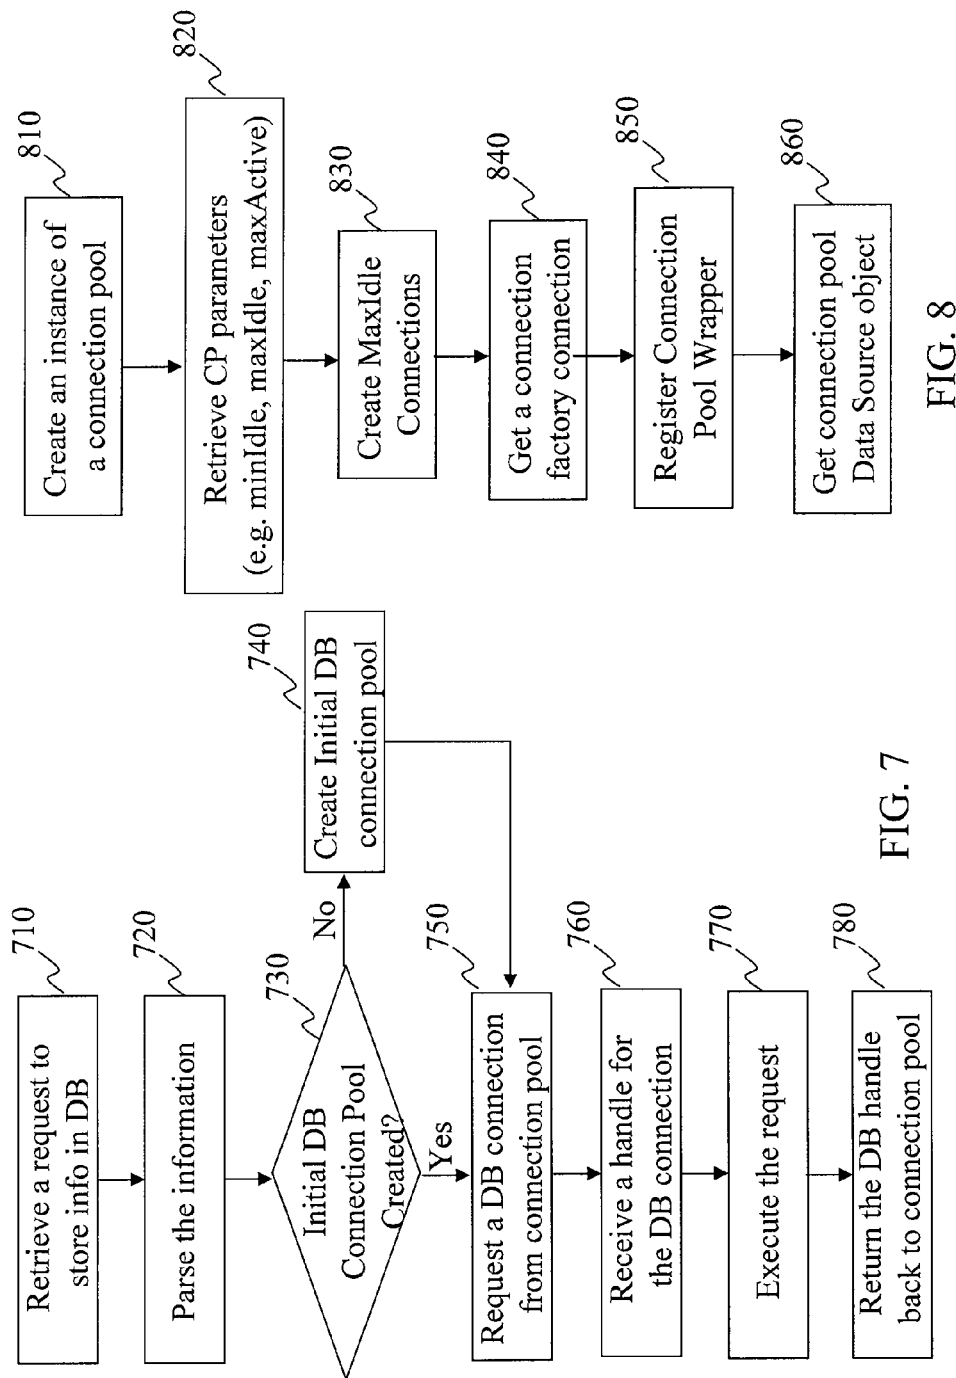 710
Retrieve a request to
store info in DB
720
Parse the information
730
Initial DB
Connection Pool
Created?
No
Yes
740
Create Initial DB
connection pool
750
Request a DB connection
from connection pool
760
Receive a handle for
the DB connection
770
Execute the request
780
Return the DB handle
back to connection pool
FIG. 7
810
Create an instance of
a connection pool
820
Retrieve CP parameters
(e.g. minIdle, maxIdle, maxActive)
830
Create MaxIdle
Connections
840
Get a connection
factory connection
850
Register Connection
Pool Wrapper
860
Get connection pool
Data Source object
FIG. 8